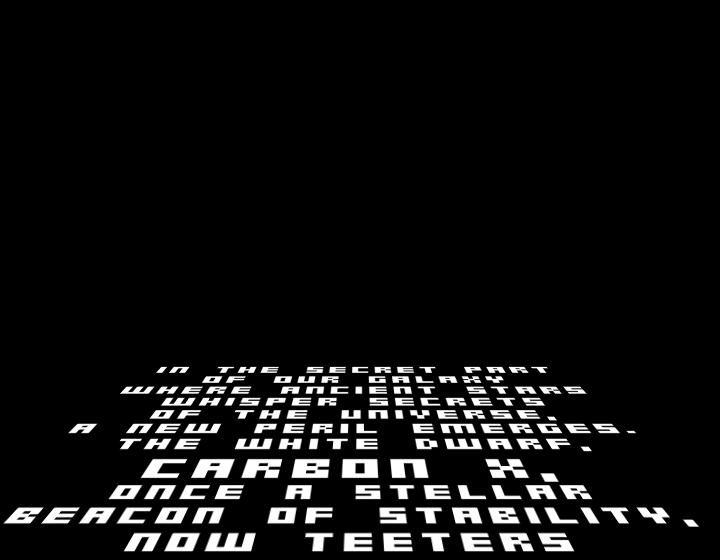 IN THE SECRET PART
OF OUR GALAXY
WHERE ANCIENT STARS
WHISPER SECRETS
OF THE UNIVERSE.
A NEW PERIL EMERGES.
THE WHITE DWARF,
CARBON X,
ONCE A STELLAR
BEACON OF STABILITY,
NOW TEETERS